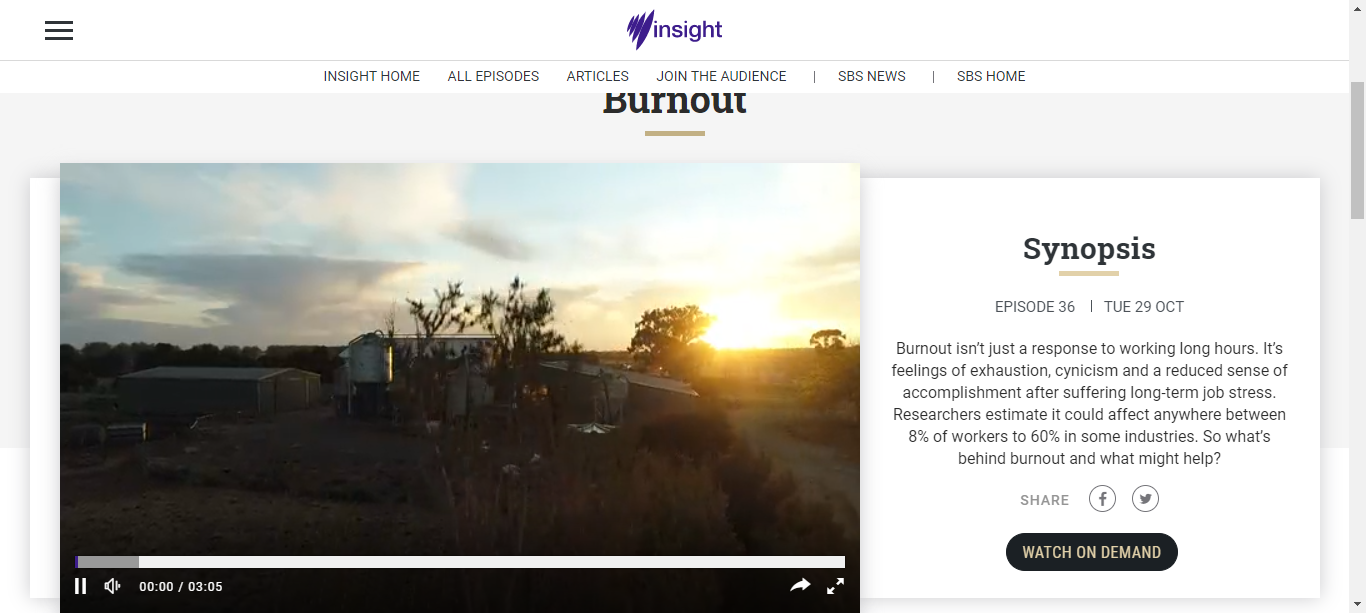 insight
INSIGHT HOME ALL EPISODES ARTICLES JOIN THE AUDIENCE | SBS NEWS | SBS HOME
Burnout
Synopsis
EPISODE 36 | TUE 29 OCT
Burnout isn’t just a response to working long hours. It’s
feelings of exhaustion, cynicism and a reduced sense of
accomplishment after suffering long-term job stress.
Researchers estimate it could affect anywhere between
8% of workers to 60% in some industries. So what’s
behind burnout and what might help?
SHARE
WATCH ON DEMAND
00:00 / 03:05